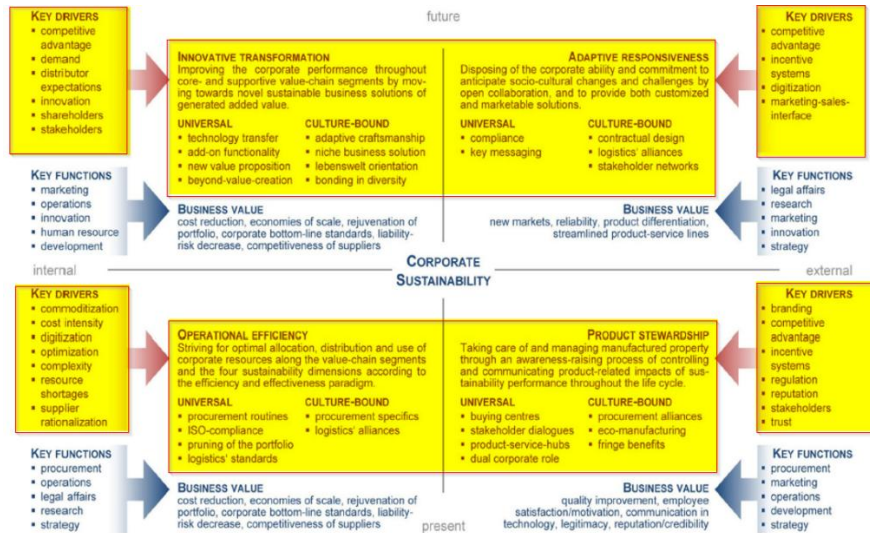 future
KEY DRIVERS
▪ competitive
advantage
▪ demand
▪ distributor
expectations
▪ innovation
▪ shareholders
▪ stakeholders
INNOVATIVE TRANSFORMATION
Improving the corporate performance throughout
core- and supportive value-chain segments by mov-
ing towards novel sustainable business solutions of
generated added value.
UNIVERSAL
▪ technology transfer
▪ add-on functionality
▪ new value proposition
▪ beyond-value-creation
CULTURE-BOUND
▪ adaptive craftsmanship
▪ niche business solution
▪ lebenswelt orientation
▪ bonding in diversity
ADAPTIVE RESPONSIVENESS
Disposing of the corporate ability and commitment to
anticipate socio-cultural changes and challenges by
open collaboration, and to provide both customized
and marketable solutions.
UNIVERSAL
▪ compliance
▪ key messaging
CULTURE-BOUND
▪ contractual design
▪ logistics' alliances
▪ stakeholder networks
KEY DRIVERS
▪ competitive
advantage
▪ incentive
systems
▪ digitization
▪ marketing-sales-
interface
KEY FUNCTIONS
▪ marketing
▪ operations
▪ innovation
▪ human resource
▪ development
BUSINESS VALUE
cost reduction, economies of scale, rejuvenation of
portfolio, corporate bottom-line standards, liability-
risk decrease, competitiveness of suppliers
BUSINESS VALUE
new markets, reliability, product differentiation,
streamlined product-service lines
KEY FUNCTIONS
▪ legal affairs
▪ research
▪ marketing
▪ innovation
▪ strategy
internal
CORPORATE
SUSTAINABILITY
external
KEY DRIVERS
▪ commoditization
▪ cost intensity
▪ digitization
▪ optimization
▪ complexity
▪ resource
shortages
▪ supplier
rationalization
OPERATIONAL EFFICIENCY
Striving for optimal allocation, distribution and use of
corporate resources along the value-chain segments
and the four sustainability dimensions according to
the efficiency and effectiveness paradigm.
UNIVERSAL
▪ procurement routines
▪ ISO-compliance
▪ pruning of the portfolio
▪ logistics' standards
CULTURE-BOUND
▪ procurement specifics
▪ logistics' alliances
PRODUCT STEWARDSHIP
Taking care of and managing manufactured property
through an awareness-raising process of controlling
and communicating product-related impacts of sus-
tainability performance throughout the life cycle.
UNIVERSAL
▪ buying centres
▪ stakeholder dialogues
▪ product-service-hubs
▪ dual corporate role
CULTURE-BOUND
▪ procurement alliances
▪ eco-manufacturing
▪ fringe benefits
KEY DRIVERS
▪ branding
▪ competitive
advantage
▪ incentive
systems
▪ regulation
▪ reputation
▪ stakeholders
▪ trust
KEY FUNCTIONS
▪ procurement
▪ operations
▪ legal affairs
▪ research
▪ strategy
BUSINESS VALUE
cost reduction, economies of scale, rejuvenation of
portfolio, corporate bottom-line standards, liability-
risk decrease, competitiveness of suppliers
BUSINESS VALUE
quality improvement, employee
satisfaction/motivation, communication in
technology, legitimacy, reputation/credibility
KEY FUNCTIONS
▪ procurement
▪ marketing
▪ operations
▪ development
▪ strategy
present